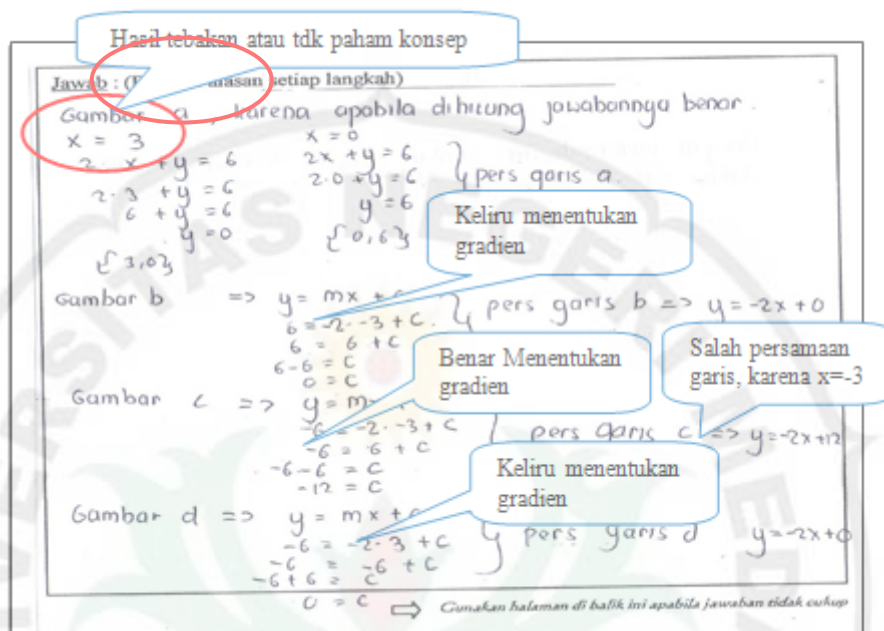 Hasil tebakan atau tdk paham konsep
Jawab : ( alasan setiap langkah)
Gambar a, karena apabila dihitung jawabannya benar.
x = 3
2. x + y = 6
2. 3 + y = 6
6 + y = 6
y = 0
{3,0}
x = 0
2x + y = 6
2.0 + y = 6
y = 6
{0,6}
pers garis a.
Keliru menentukan
gradien
Gambar b => y = mx +
6 = -2. -3 + C.
6 = 6 + C
6-6 = C
0 = C
pers garis b => y = -2x + 0
Benar Menentukan
gradien
Salah persamaan
garis, karena x=-3
Gambar c => y = m
-6 = -2. -3 + C
-6 = 6 + C
-6-6 = C
-12 = C
pers garis c => y = -2x+12
Keliru menentukan
gradien
Gambar d => y = mx +
-6 = -2. 3 + C
-6 = -6 + C
-6+6 = C
0 = C
pers garis d y = -2x+0
Gunakan halaman di balik ini apabila jawaban tidak cukup